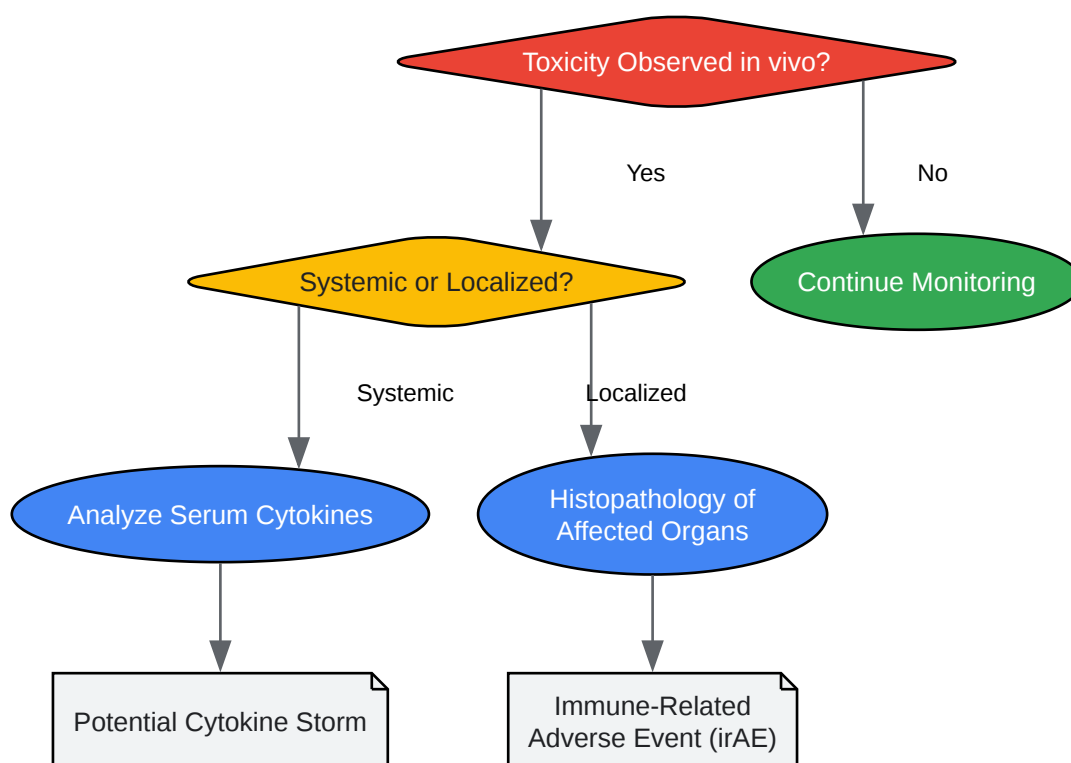 Toxicity Observed in vivo?
Yes
No
Systemic or Localized?
Continue Monitoring
Systemic
Localized
Analyze Serum Cytokines
Histopathology of
Affected Organs
Potential Cytokine Storm
Immune-Related
Adverse Event (irAE)